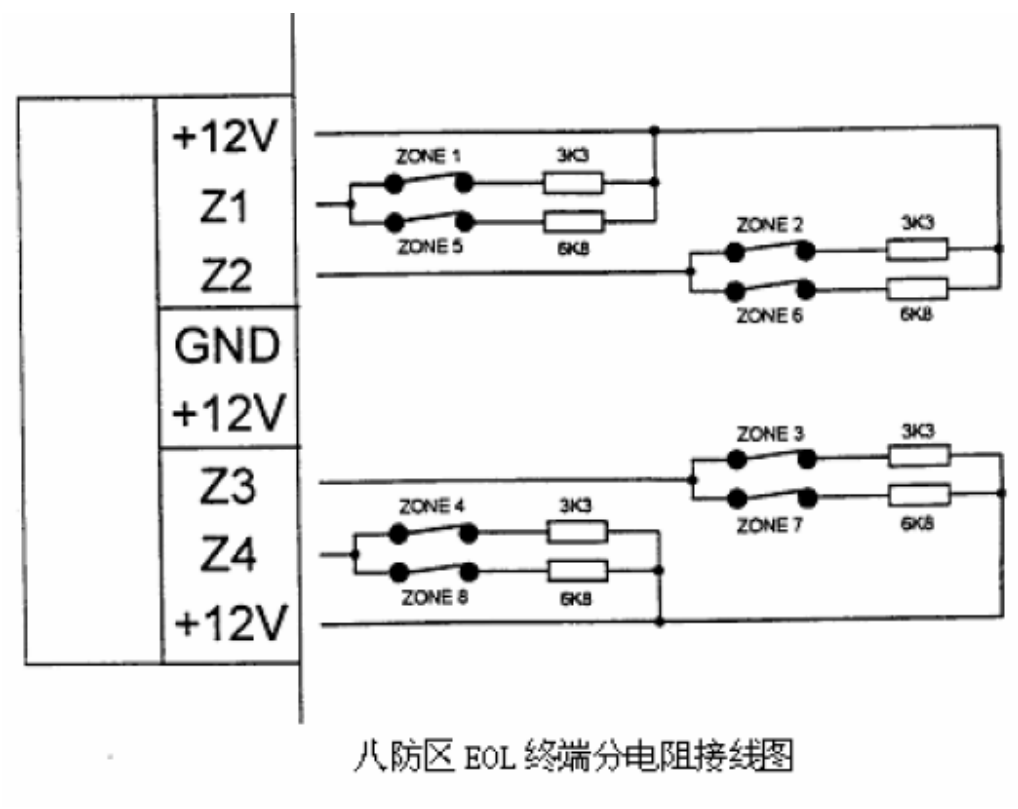 +12V
Z1
Z2
GND
+12V
Z3
Z4
+12V
ZONE 1 3K3
ZONE 5 6K8
ZONE 2 3K3
ZONE 6 6K8
ZONE 3 3K3
ZONE 7 6K8
ZONE 4 3K3
ZONE 8 6K8
八防区 EOL 终端分电阻接线图